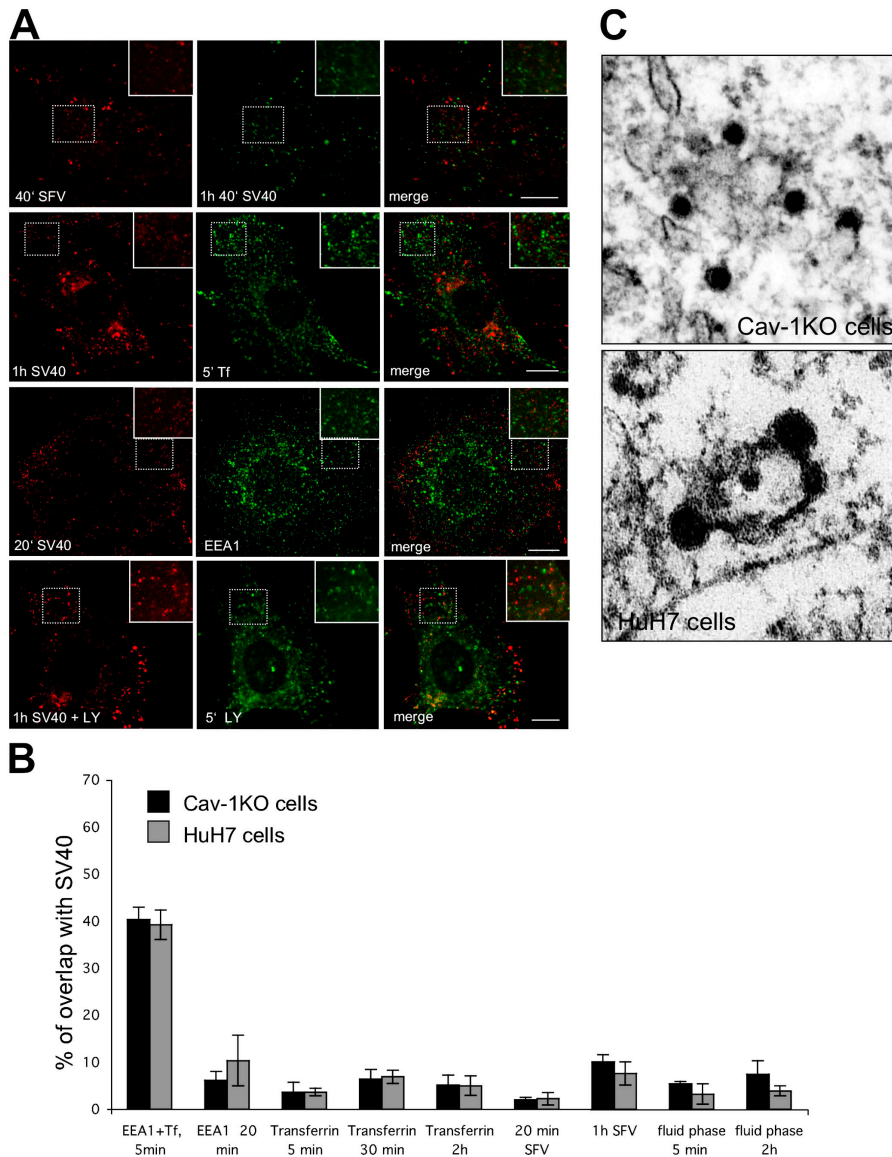 A
C
40' SFV
1h 40' SV40
merge
1h SV40
5' Tf
merge
20' SV40
EEA1
merge
1h SV40 + LY
5' LY
merge
Cav-1KO cells
HuH7 cells
B
% of overlap with SV40
70
60
50
40
30
20
10
0
Cav-1KO cells
HuH7 cells
EEA1+Tf,
5min
EEA1 20
min
Transferrin
5 min
Transferrin
30 min
Transferrin
2h
20 min
SFV
1h SFV
fluid phase
5 min
fluid phase
2h